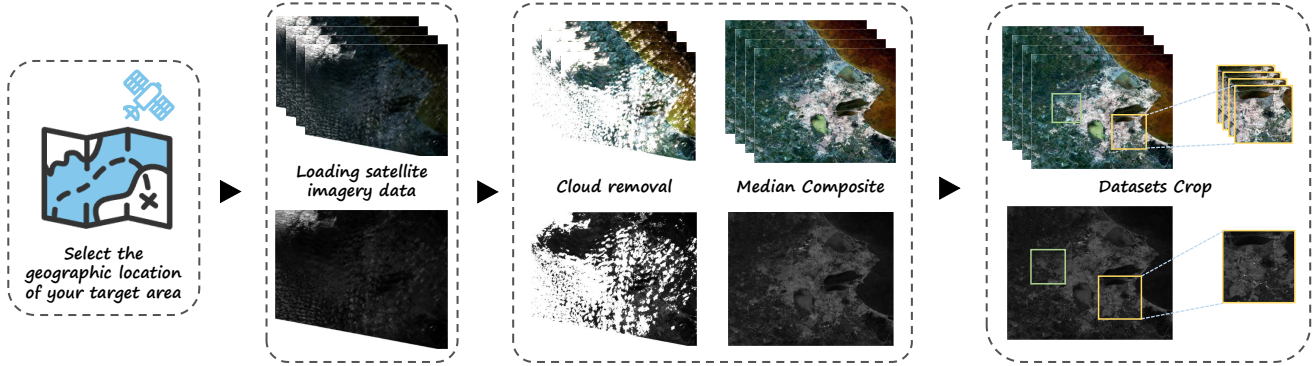 Select the
geographic location
of your target area
Loading satellite
imagery data
Cloud removal
Median Composite
Datasets Crop